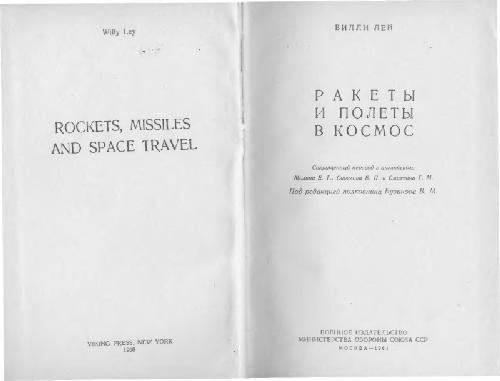 Willy Ley
ROCKETS, MISSILES
AND SPACE TRAVEL
VIKING PRESS, NEW YORK
ВИЛЛИ ЛЕЙ
РАКЕТЫ
И ПОЛЕТЫ
В КОСМОС
Сокращенный перевод с английского
В. П. и Г. М.
Под редакцией полковника В. М.
ВОЕННОЕ ИЗДАТЕЛЬСТВО
МИНИСТЕРСТВА ОБОРОНЫ СОЮЗА ССР
МОСКВА — 1961